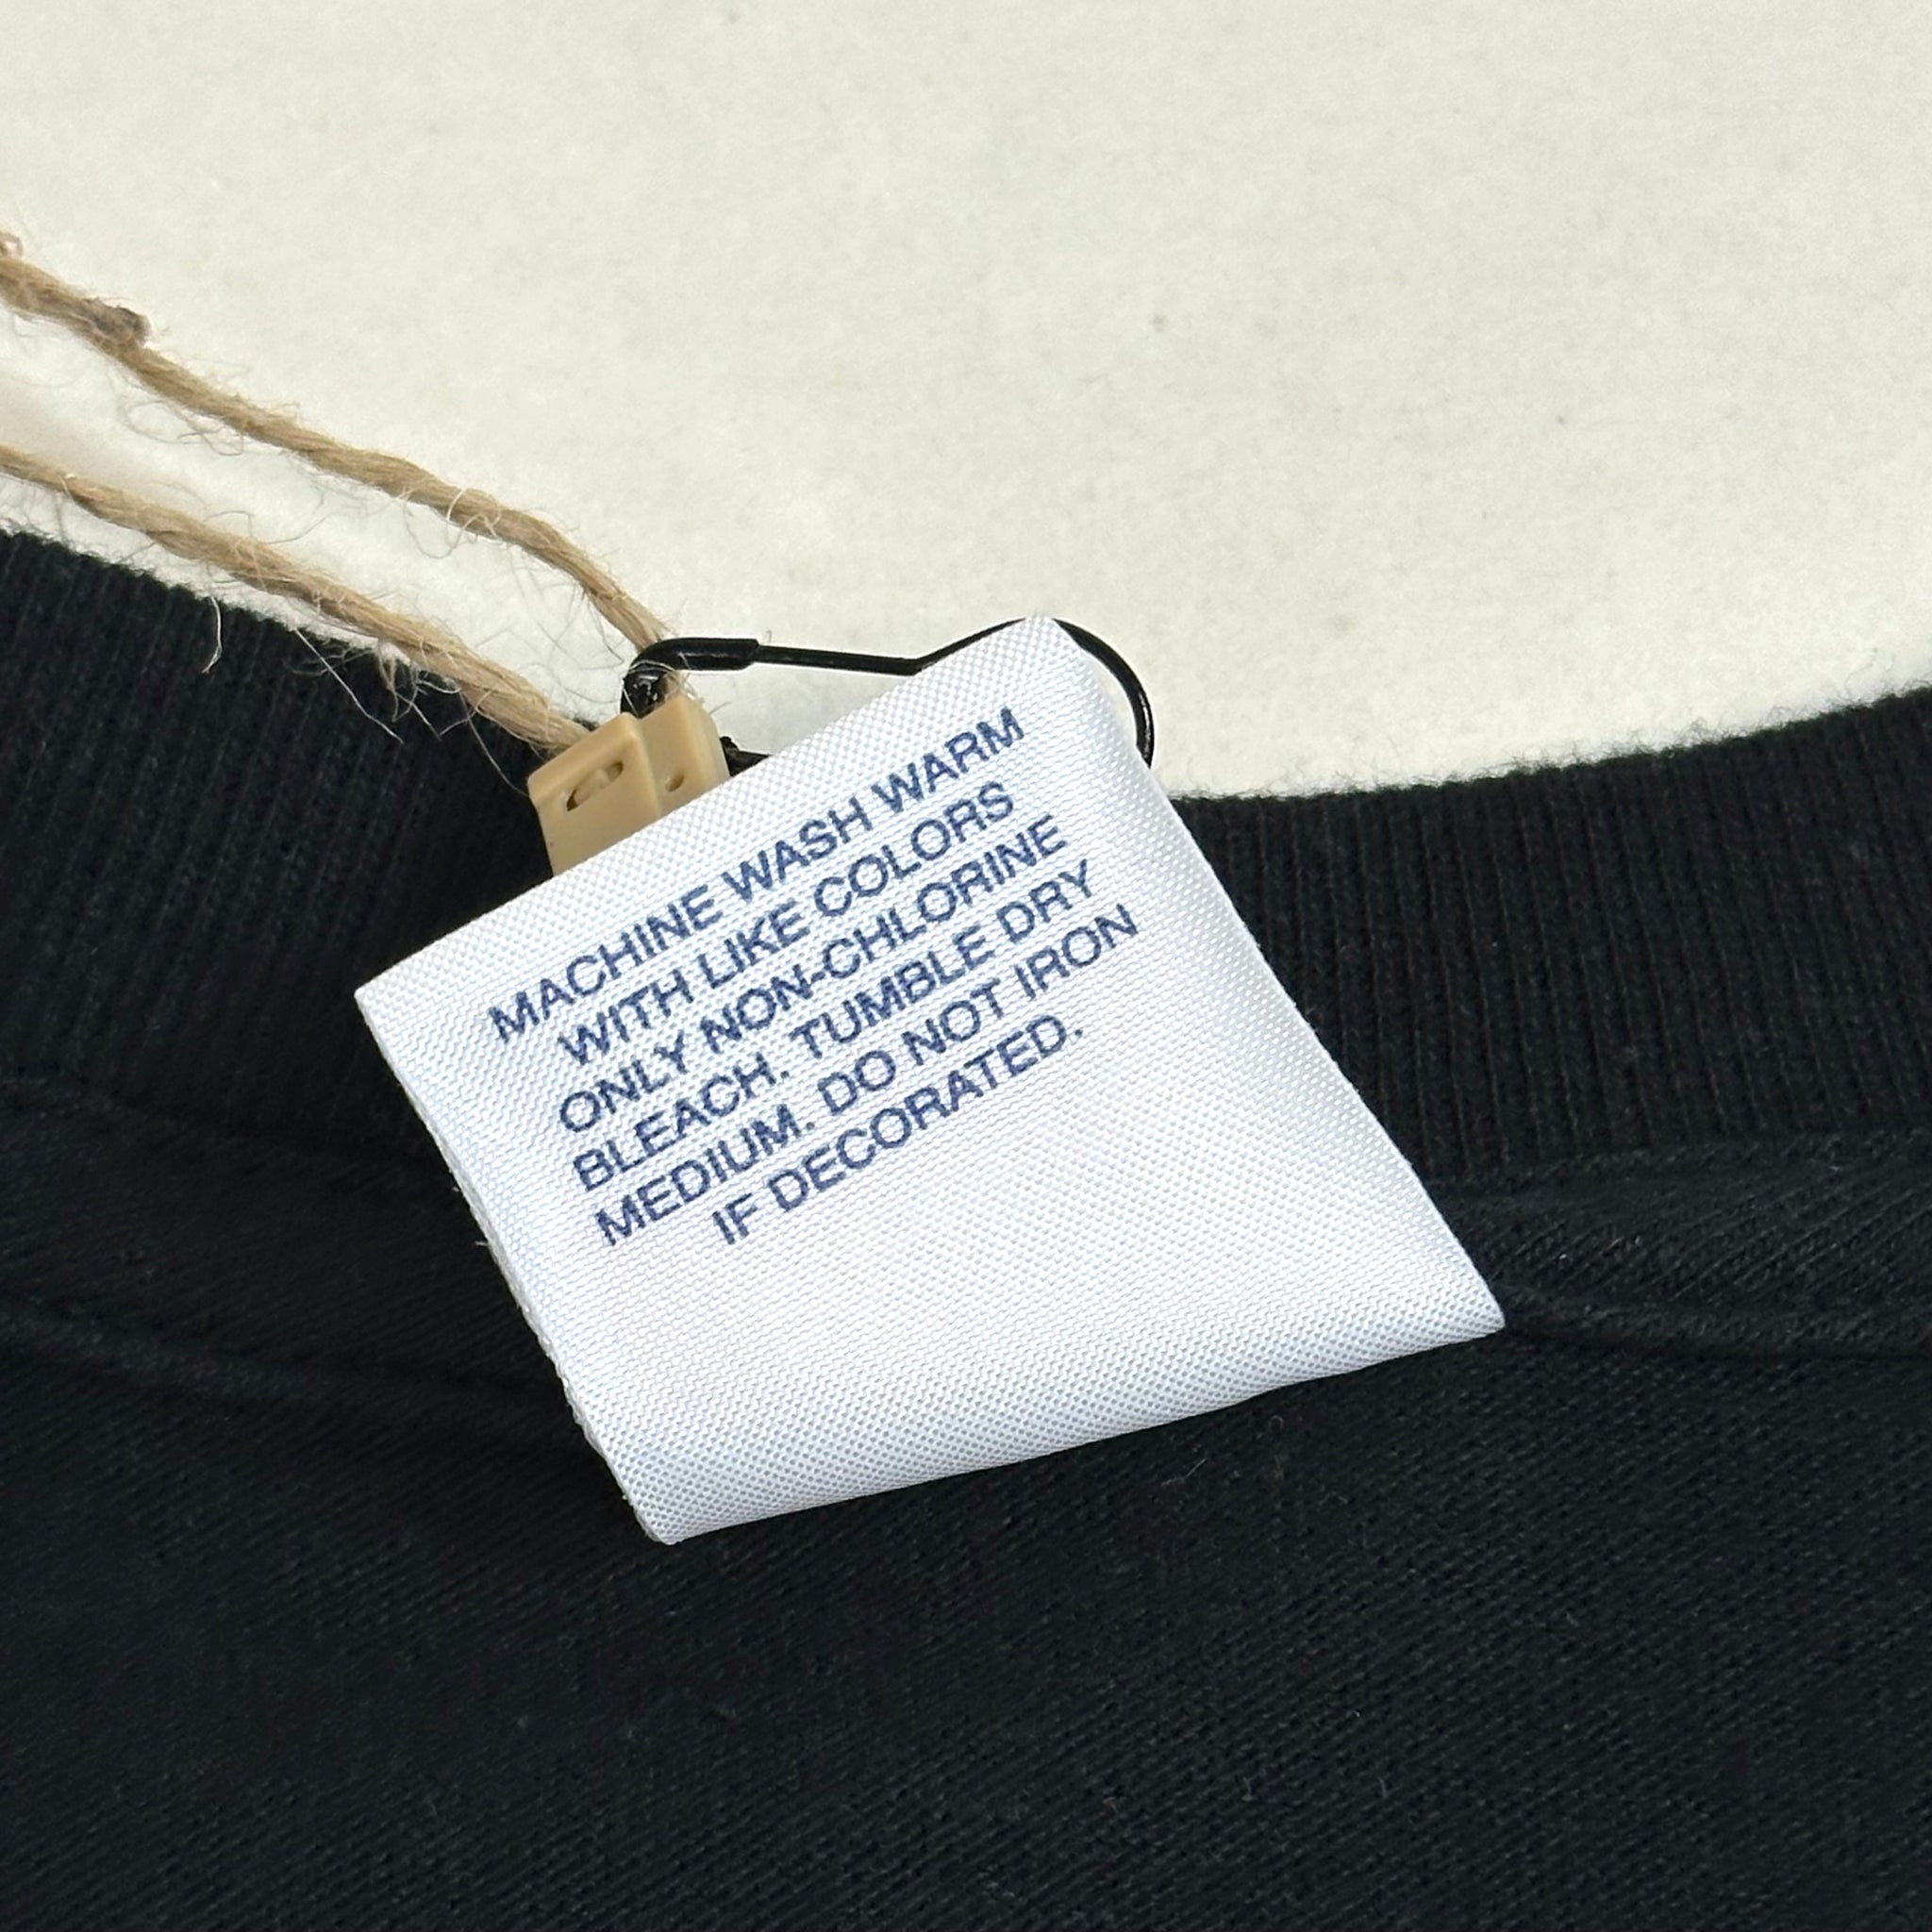 MACHINE WASH WARM
WITH LIKE COLORS
ONLY NON-CHLORINE
BLEACH. TUMBLE DRY
MEDIUM. DO NOT IRON
IF DECORATED.